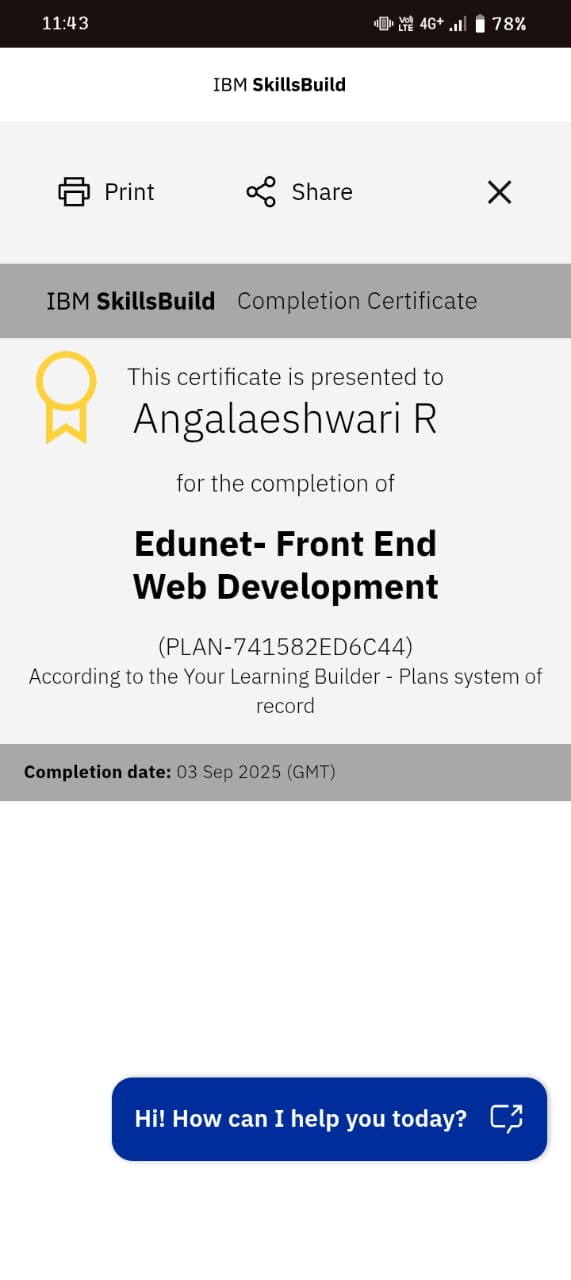 11:43 Vo) LTE 4G+ 78%
IBM SkillsBuild
Print Share
IBM SkillsBuild Completion Certificate
This certificate is presented to
Angalaeshwari R
for the completion of
Edunet- Front End
Web Development
(PLAN-741582ED6C44)
According to the Your Learning Builder - Plans system of
record
Completion date: 03 Sep 2025 (GMT)
Hi! How can I help you today?